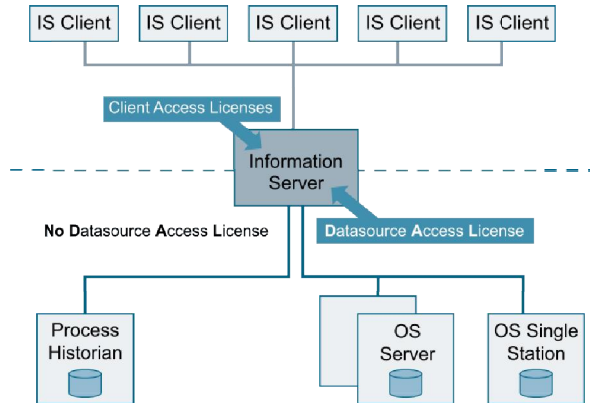 IS Client IS Client IS Client IS Client IS Client
Client Access Licenses
Information
Server
No Datasource Access License
Datasource Access License
Process
Historian
OS
Server
OS Single
Station